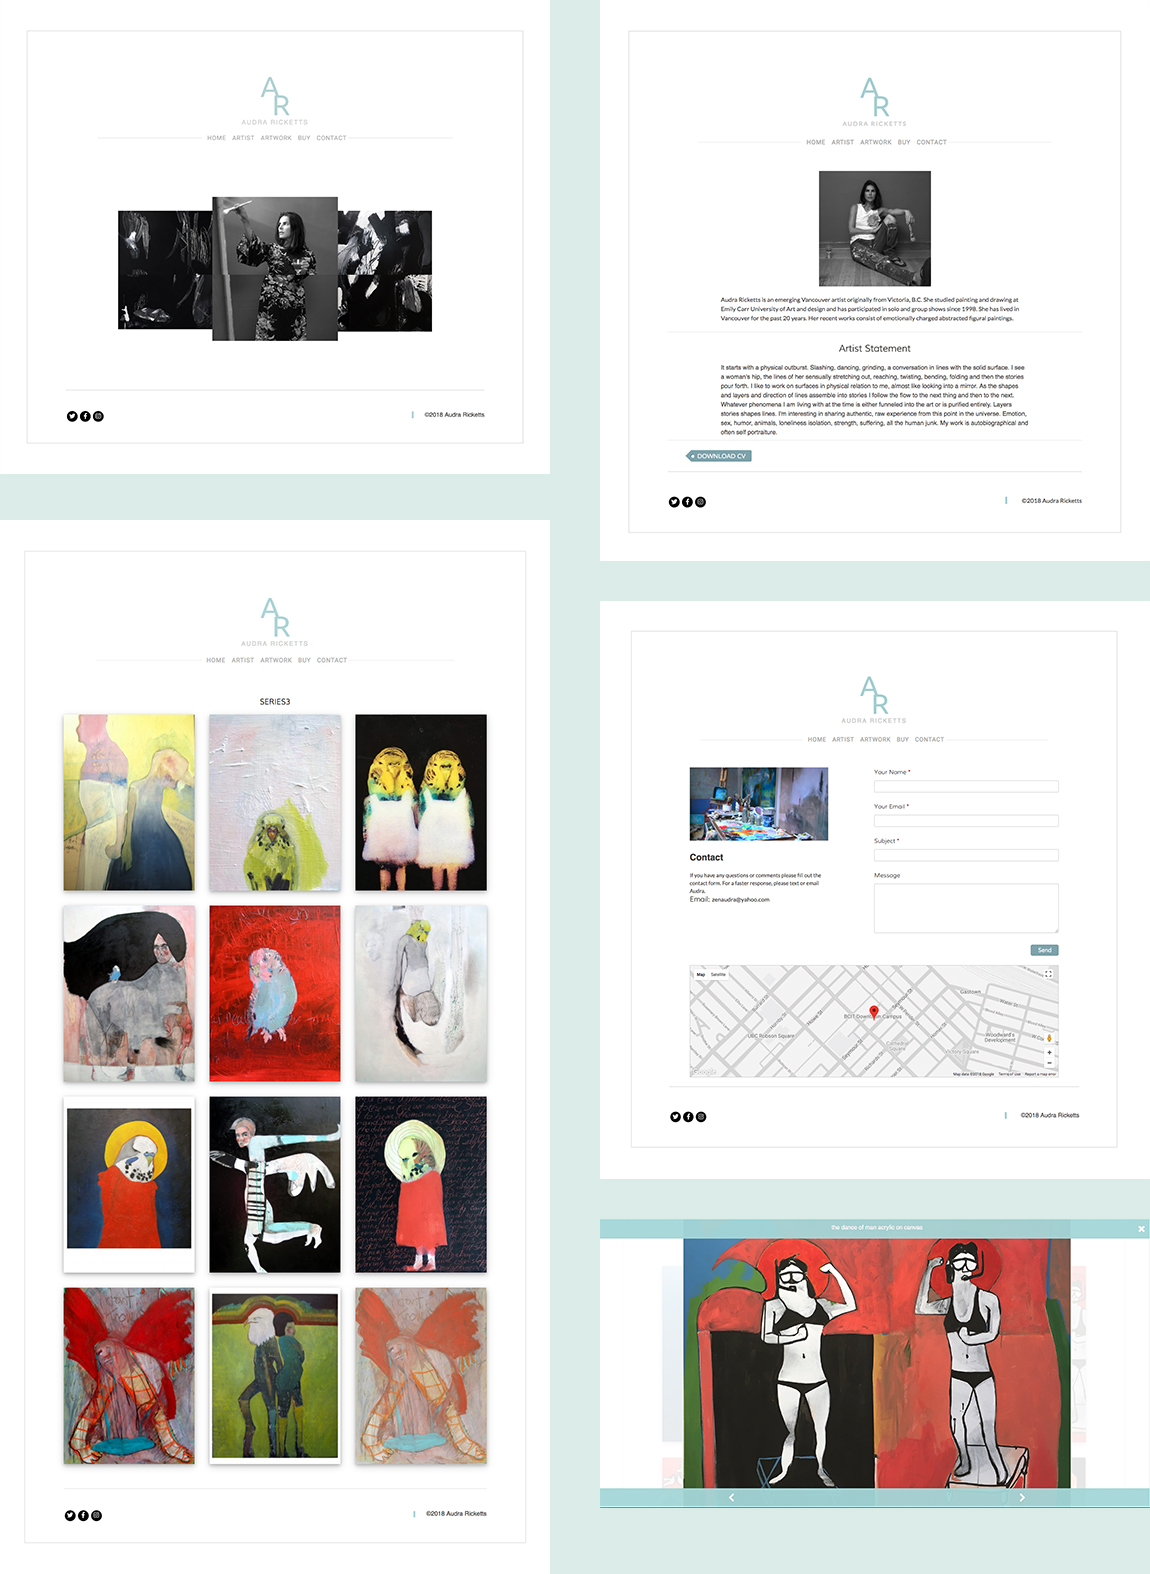 A
R
AUDRA RICKETTS
HOME ARTIST ARTWORK BUY CONTACT
©2018 Audra Ricketts
A
R
AUDRA RICKETTS
HOME ARTIST ARTWORK BUY CONTACT
Audra Ricketts is an emerging Vancouver artist originally from Victoria, B.C. She studied painting and drawing at
Emily Carr University of Art and design and has participated in solo and group shows since 1998. She has lived in
Vancouver for the past 20 years. Her recent works consist of emotionally charged abstracted figural paintings.
Artist Statement
It starts with a physical outburst. Slashing, dancing, grinding, a conversation in lines with the solid surface. I see
a woman's hip, the lines of her sensually stretching out, reaching, twisting, bending, folding and then the stories
pour forth. I like to work on surfaces in physical relation to me, almost like looking into a mirror. As the shapes
and layers and direction of lines assemble into stories I follow the flow to the next thing and then to the next.
Whatever phenomena I am living with at the time is either funneled into the art or is purified entirely. Layers
stories shapes lines. I'm interesting in sharing authentic, raw experience from this point in the universe. Emotion,
sex, humor, animals, loneliness isolation, strength, suffering, all the human junk. My work is autobiographical and
often self portraiture.
DOWNLOAD CV
©2018 Audra Ricketts
A
R
AUDRA RICKETTS
HOME ARTIST ARTWORK BUY CONTACT
SERIES3
©2018 Audra Ricketts
A
R
AUDRA RICKETTS
HOME ARTIST ARTWORK BUY CONTACT
Contact
If you have any questions or comments please fill out the
contact form. For a faster response, please text or email
Audra.
Email: zenaudra@yahoo.com
Your Name *
Your Email *
Subject *
Message
Send
Map Satellite
Gastown
BCIT Downtown Campus
UBC Robson Square
Woodward's
Development
Cathedral
Square
Victory Square
Seymour St
Howe St
Hornby St
Burrard St
Richards St
Seymour St
Google
Map data ©2018 Google Terms of Use Report a map error
©2018 Audra Ricketts
the dance of man acrylic on canvas